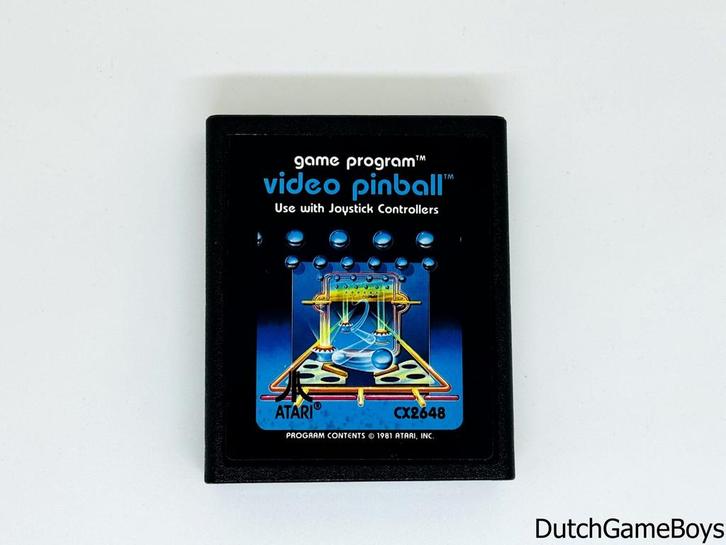 game program™
video pinball™
Use with Joystick Controllers
ATARI®
CX2648
PROGRAM CONTENTS © 1981 ATARI, INC.
DutchGameBoys